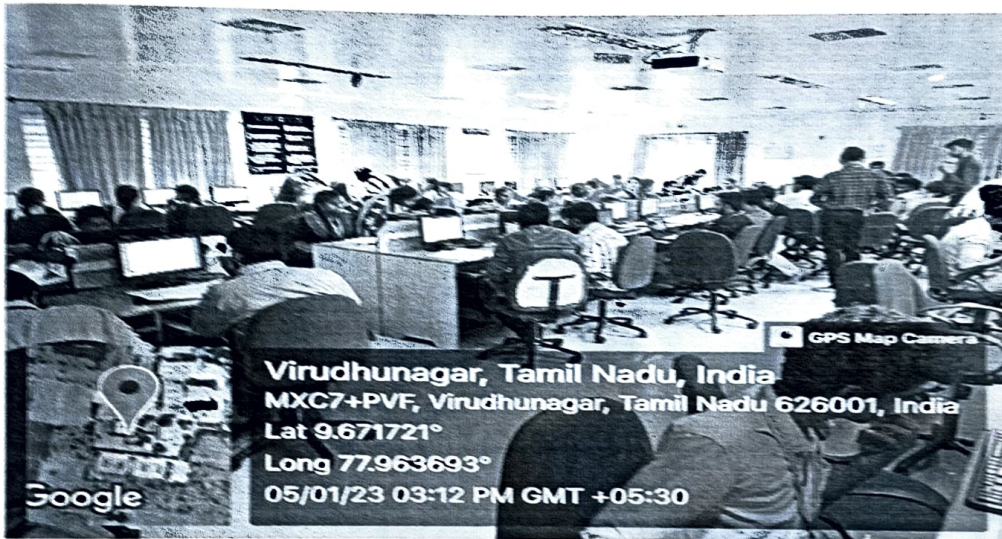 GPS Map Camera
Virudhunagar, Tamil Nadu, India
MXC7+PVF, Virudhunagar, Tamil Nadu 626001, India
Lat 9.671721°
Long 77.963693°
05/01/23 03:12 PM GMT +05:30
Google